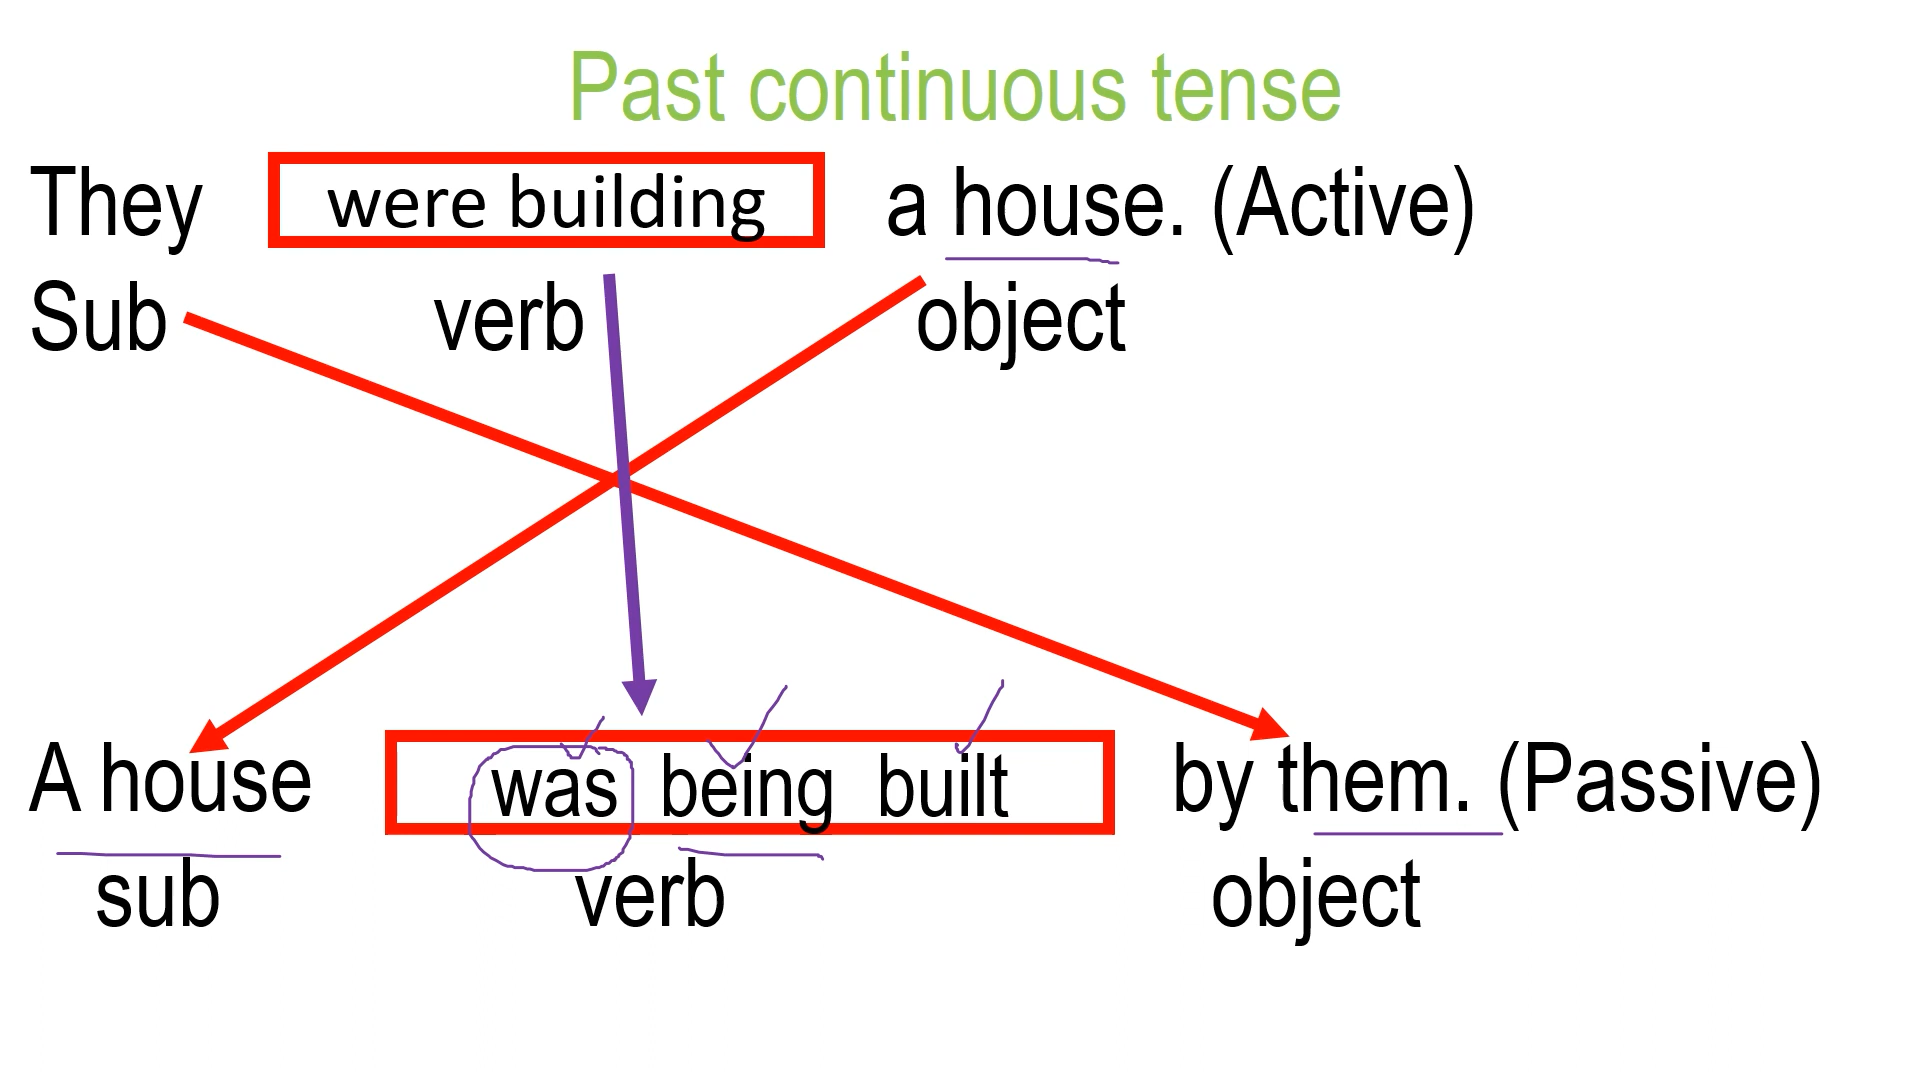 Past continuous tense
They were building a house. (Active)
Sub verb object
A house was being built by them. (Passive)
sub verb object